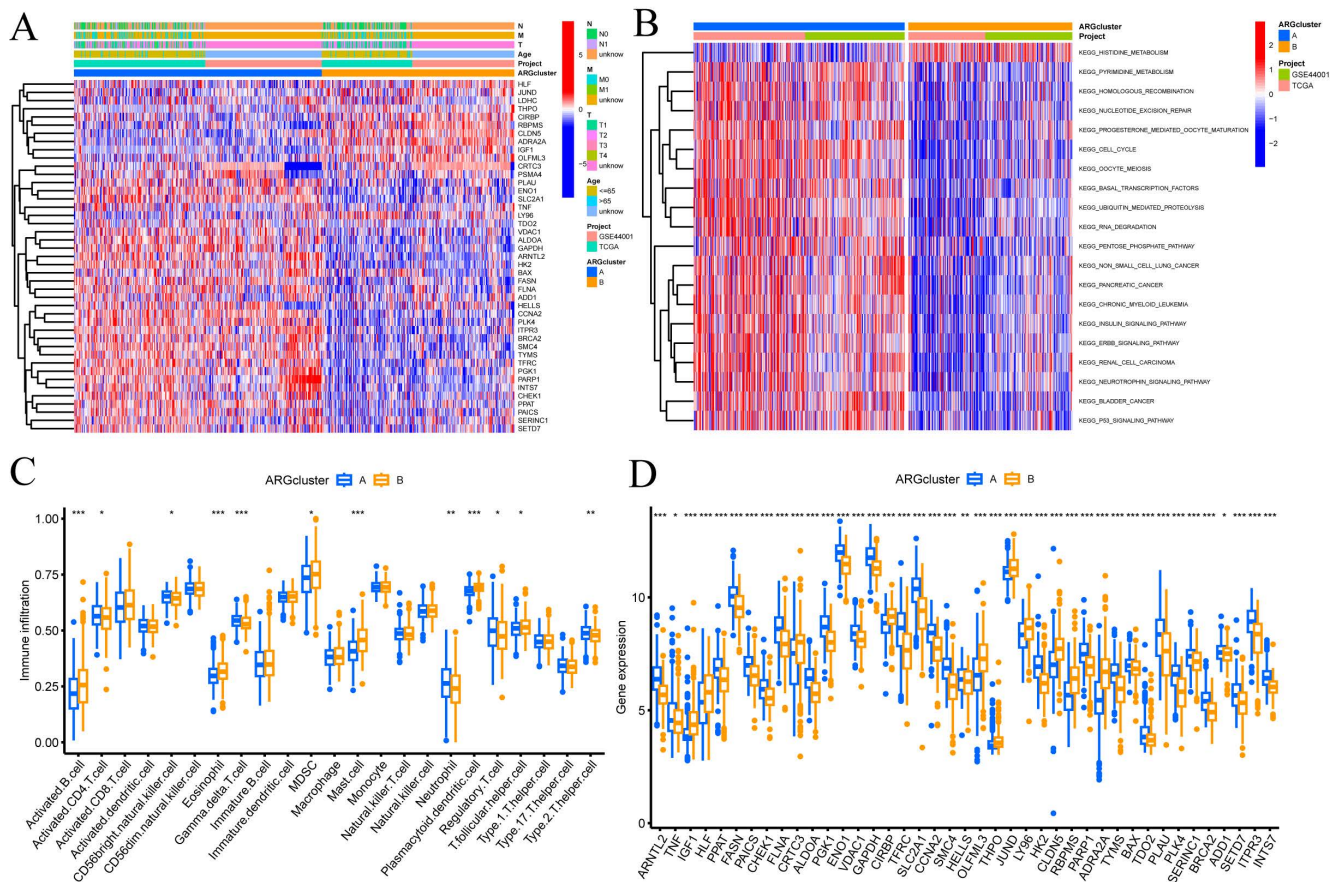 A
N
M
T
Age
Project
ARGcluster
HLF
JUND
LDHC
THPO
CIRBP
RBPMS
CLDN5
ADRA2A
IGF1
OLFML3
CRTC3
PSMA4
PLAU
ENO1
SLC2A1
TNF
LY96
TDO2
VDAC1
ALDOA
GAPDH
ARNTL2
HK2
BAX
FASN
FLNA
ADD1
HELLS
CCNA2
PLK4
ITPR3
BRCA2
SMC4
TYMS
TFRC
PGK1
PARP1
INTS7
CHEK1
PPAT
PAICS
SERINC1
SETD7
5
0
−5
N
N0
N1
unknow
M
M0
M1
unknow
T
T1
T2
T3
T4
unknow
Age
<=65
>65
unknow
Project
GSE44001
TCGA
ARGcluster
A
B
B
ARGcluster
Project
KEGG_HISTIDINE_METABOLISM
KEGG_PYRIMIDINE_METABOLISM
KEGG_HOMOLOGOUS_RECOMBINATION
KEGG_NUCLEOTIDE_EXCISION_REPAIR
KEGG_PROGESTERONE_MEDIATED_OOCYTE_MATURATION
KEGG_CELL_CYCLE
KEGG_OOCYTE_MEIOSIS
KEGG_BASAL_TRANSCRIPTION_FACTORS
KEGG_UBIQUITIN_MEDIATED_PROTEOLYSIS
KEGG_RNA_DEGRADATION
KEGG_PENTOSE_PHOSPHATE_PATHWAY
KEGG_NON_SMALL_CELL_LUNG_CANCER
KEGG_PANCREATIC_CANCER
KEGG_CHRONIC_MYELOID_LEUKEMIA
KEGG_INSULIN_SIGNALING_PATHWAY
KEGG_ERBB_SIGNALING_PATHWAY
KEGG_RENAL_CELL_CARCINOMA
KEGG_NEUROTROPHIN_SIGNALING_PATHWAY
KEGG_BLADDER_CANCER
KEGG_P53_SIGNALING_PATHWAY
2
1
0
−1
−2
ARGcluster
A
B
Project
GSE44001
TCGA
C
ARGcluster A B
*** * * *** *** * *** ** *** * * **
Immune infiltration
1.00
0.75
0.50
0.25
0.00
Activated.B.cell
Activated.CD4.T.cell
Activated.CD8.T.cell
Activated.dendritic.cell
CD56bright.natural.killer.cell
CD56dim.natural.killer.cell
Eosinophil
Gamma.delta.T.cell
Immature.B.cell
Immature.dendritic.cell
MDSC
Macrophage
Mast.cell
Monocyte
Natural.killer.T.cell
Natural.killer.cell
Neutrophil
Plasmacytoid.dendritic.cell
Regulatory.T.cell
T.follicular.helper.cell
Type.1.T.helper.cell
Type.17.T.helper.cell
Type.2.T.helper.cell
D
ARGcluster A B
Gene expression
10
5
0
ARNTL2
TNF
IGF1
HLF
PPAT
FASN
PAICS
CHEK1
FLNA
CRTC3
ALDOA
PGK1
ENO1
VDAC1
GAPDH
CIRBP
TFRC
SLC2A1
CCNA2
SMC4
HELLS
OLFML3
THPO
JUND
LY96
HK2
CLDN5
RBPMS
PARP1
ADRA2A
TYMS
BAX
TDO2
PLAU
PLK4
SERINC1
BRCA2
ADD1
SETD7
ITPR3
INTS7